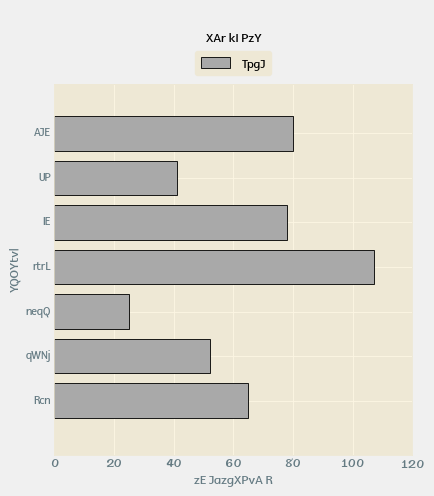 XAr kI PzY
TpgJ
AJE
UP
IE
rtrL
neqQ
qWNj
Rcn
YQOYEvI
0 20 40 60 80 100 120
zE JazgXPvA R